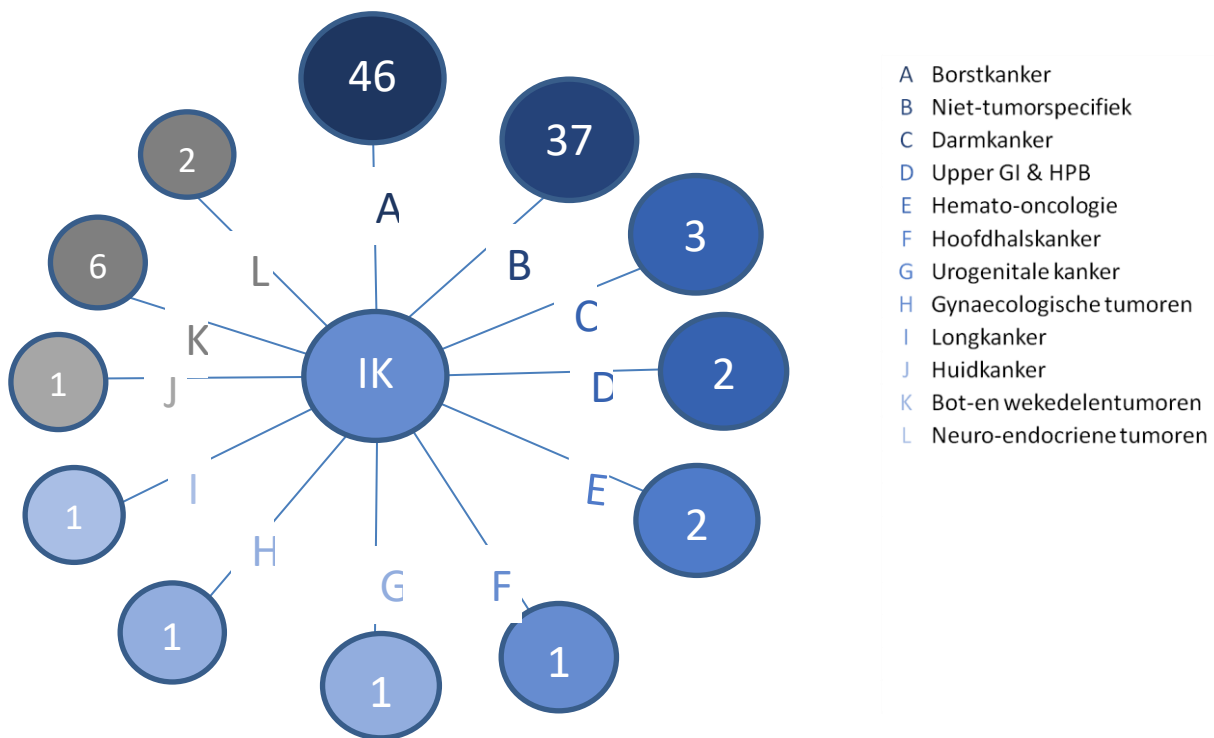 46
37
2
3
6
2
1
2
1
1
1
1
IK
A
B
C
D
E
F
G
H
I
J
K
L
A Borstkanker
B Niet-tumorspecifiek
C Darmkanker
D Upper GI & HPB
E Hemato-oncologie
F Hoofdhalskanker
G Urogenitale kanker
H Gynaecologische tumoren
I Longkanker
J Huidkanker
K Bot-en wekedelentumoren
L Neuro-endocriene tumoren